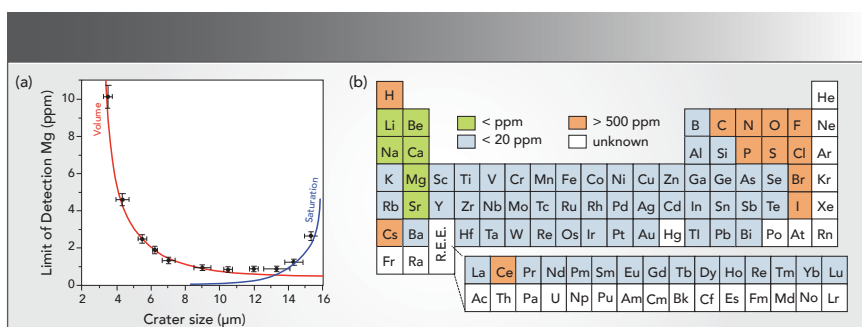 (a)
Limit of Detection Mg (ppm)
10
8
6
4
2
0
Volume
Saturation
2 4 6 8 10 12 14 16
Crater size (μm)
(b)
< ppm > 500 ppm
< 20 ppm unknown
H He
Li Be B C N O F Ne
Na Ca Al Si P S Cl Ar
K Mg Sc Ti V Cr Mn Fe Co Ni Cu Zn Ga Ge As Se Br Kr
Rb Sr Y Zr Nb Mo Tc Ru Rh Pd Ag Cd In Sn Sb Te I Xe
Cs Ba R.E.E. Hf Ta W Re Os Ir Pt Au Hg Tl Pb Bi Po At Rn
Fr Ra
La Ce Pr Nd Pm Sm Eu Gd Tb Dy Ho Re Tm Yb Lu
Ac Th Pa U Np Pu Am Cm Bk Cf Es Fm Md No Lr